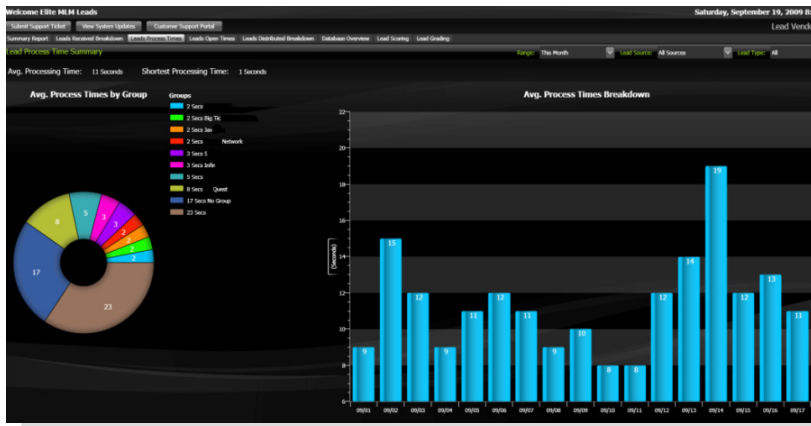 Welcome Elite MLM Leads
Saturday, September 19, 2009 8:
Submit Support Ticket View System Updates Customer Support Portal
Lead Vend
Summary Report Leads Received Breakdown Leads Process Times Leads Open Times Leads Distributed Breakdown Database Overview Lead Scoring Lead Grading
Lead Process Time Summary
Range: This Month Lead Source: All Sources Lead Type: All
Avg. Processing Time: 11 Seconds Shortest Processing Time: 1 Seconds
Avg. Process Times by Group
Groups
2 Secs
2 Secs Big Tic
2 Secs Jav
2 Secs Network
3 Secs S
3 Secs Infin
5 Secs
8 Secs Quest
17 Secs No Group
23 Secs
8 5 3 3 2 2 2 2
17
23
Avg. Process Times Breakdown
(Seconds)
22
20
18
16
14
12
10
8
6
9 15 12 9 11 12 11 9 10 8 8 12 14 19 12 13 11
09/01 09/02 09/03 09/04 09/05 09/06 09/07 09/08 09/09 09/10 09/11 09/12 09/13 09/14 09/15 09/16 09/17